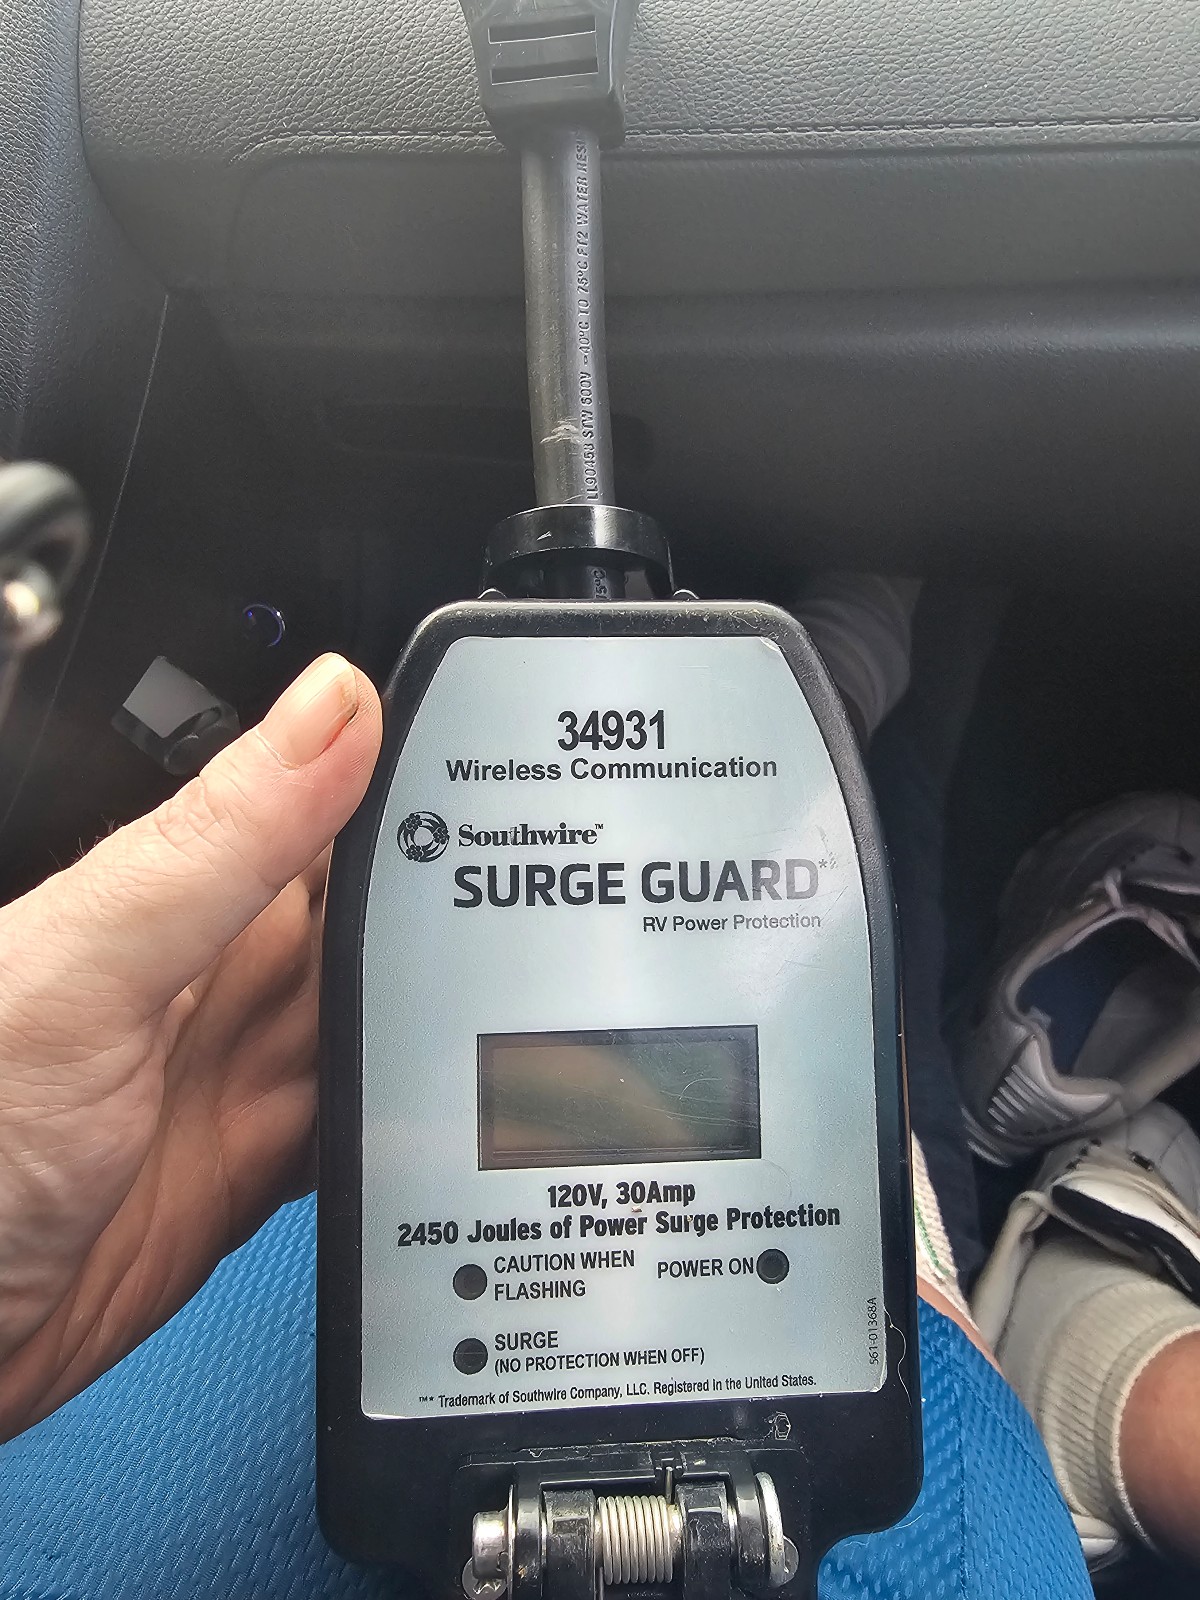 LL90458 STW 600V -40°C TO 75°C FT2 WATER RESI
75°C
34931
Wireless Communication
Southwire™
SURGE GUARD™*
RV Power Protection
120V, 30Amp
2450 Joules of Power Surge Protection
CAUTION WHEN
FLASHING
POWER ON
SURGE
(NO PROTECTION WHEN OFF)
561-01368A
™* Trademark of Southwire Company, LLC. Registered in the United States.